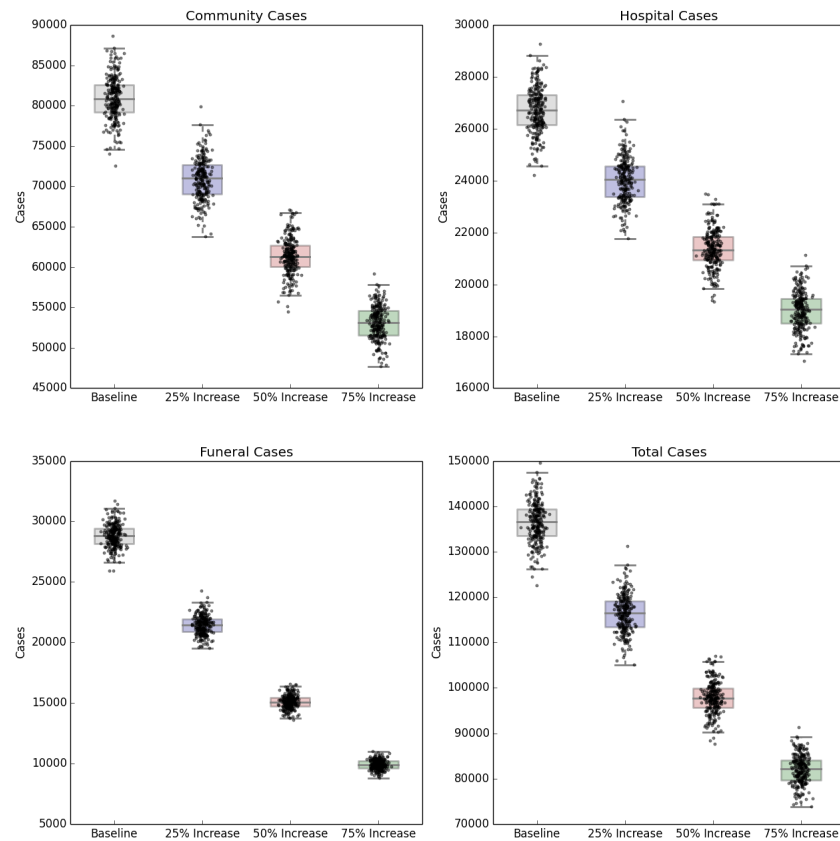 Community Cases
90000
85000
80000
75000
70000
65000
60000
55000
50000
45000
Cases
Baseline 25% Increase 50% Increase 75% Increase
Hospital Cases
30000
28000
26000
24000
22000
20000
18000
16000
Cases
Baseline 25% Increase 50% Increase 75% Increase
Funeral Cases
35000
30000
25000
20000
15000
10000
5000
Cases
Baseline 25% Increase 50% Increase 75% Increase
Total Cases
150000
140000
130000
120000
110000
100000
90000
80000
70000
Cases
Baseline 25% Increase 50% Increase 75% Increase